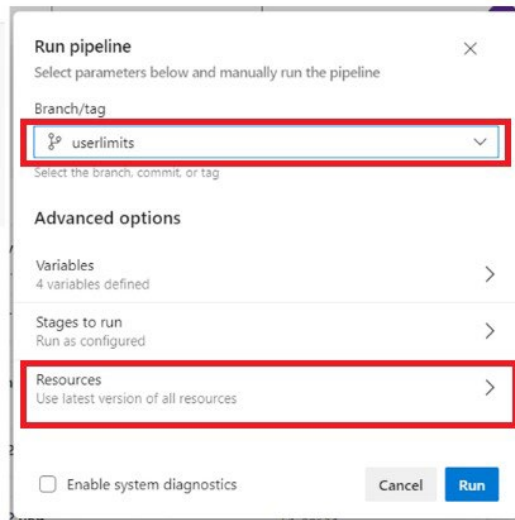 Run pipeline
Select parameters below and manually run the pipeline
Branch/tag
userlimits
Select the branch, commit, or tag
Advanced options
Variables
4 variables defined
Stages to run
Run as configured
Resources
Use latest version of all resources
Enable system diagnostics
Cancel
Run